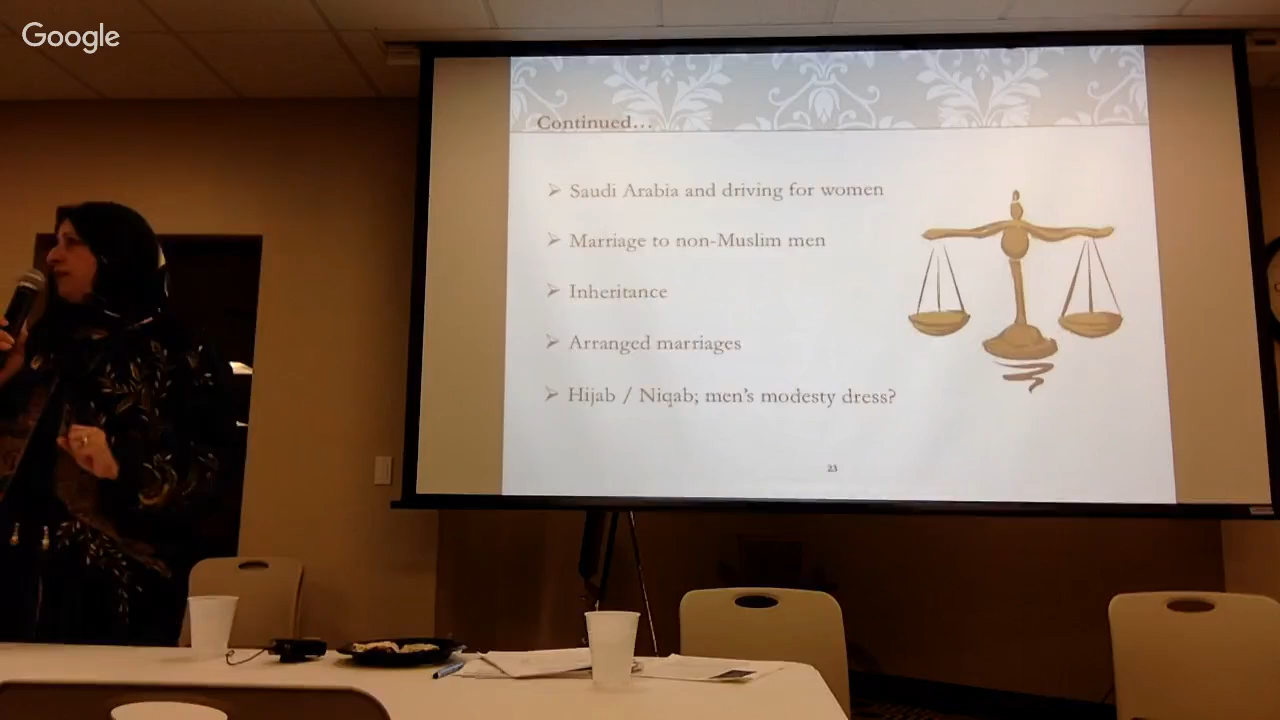 Google
Continued…
➢ Saudi Arabia and driving for women
➢ Marriage to non-Muslim men
➢ Inheritance
➢ Arranged marriages
➢ Hijab / Niqab; men's modesty dress?
23